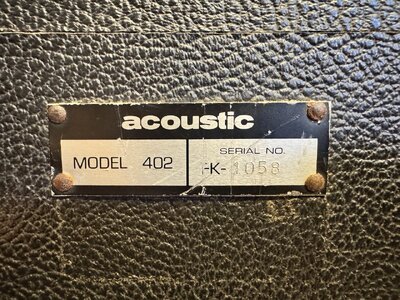 acoustic
MODEL 402
SERIAL NO.
-K-1058